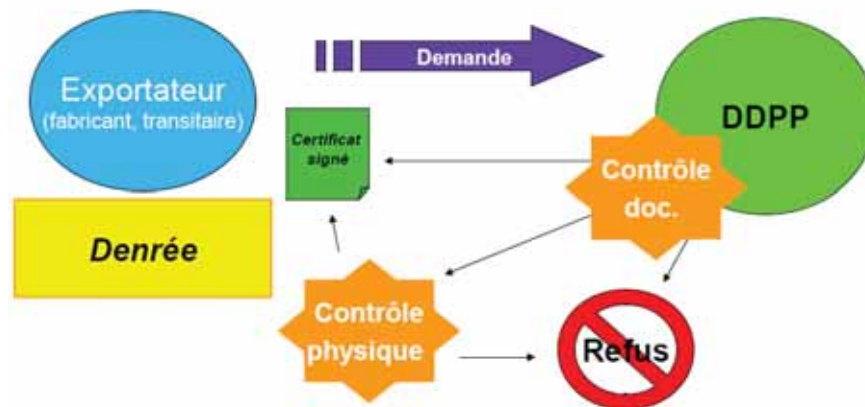 Demande
Exportateur
(fabricant, transitaire)
DDPP
Certificat
signé
Contrôle
doc.
Denrée
Contrôle
physique
Refus